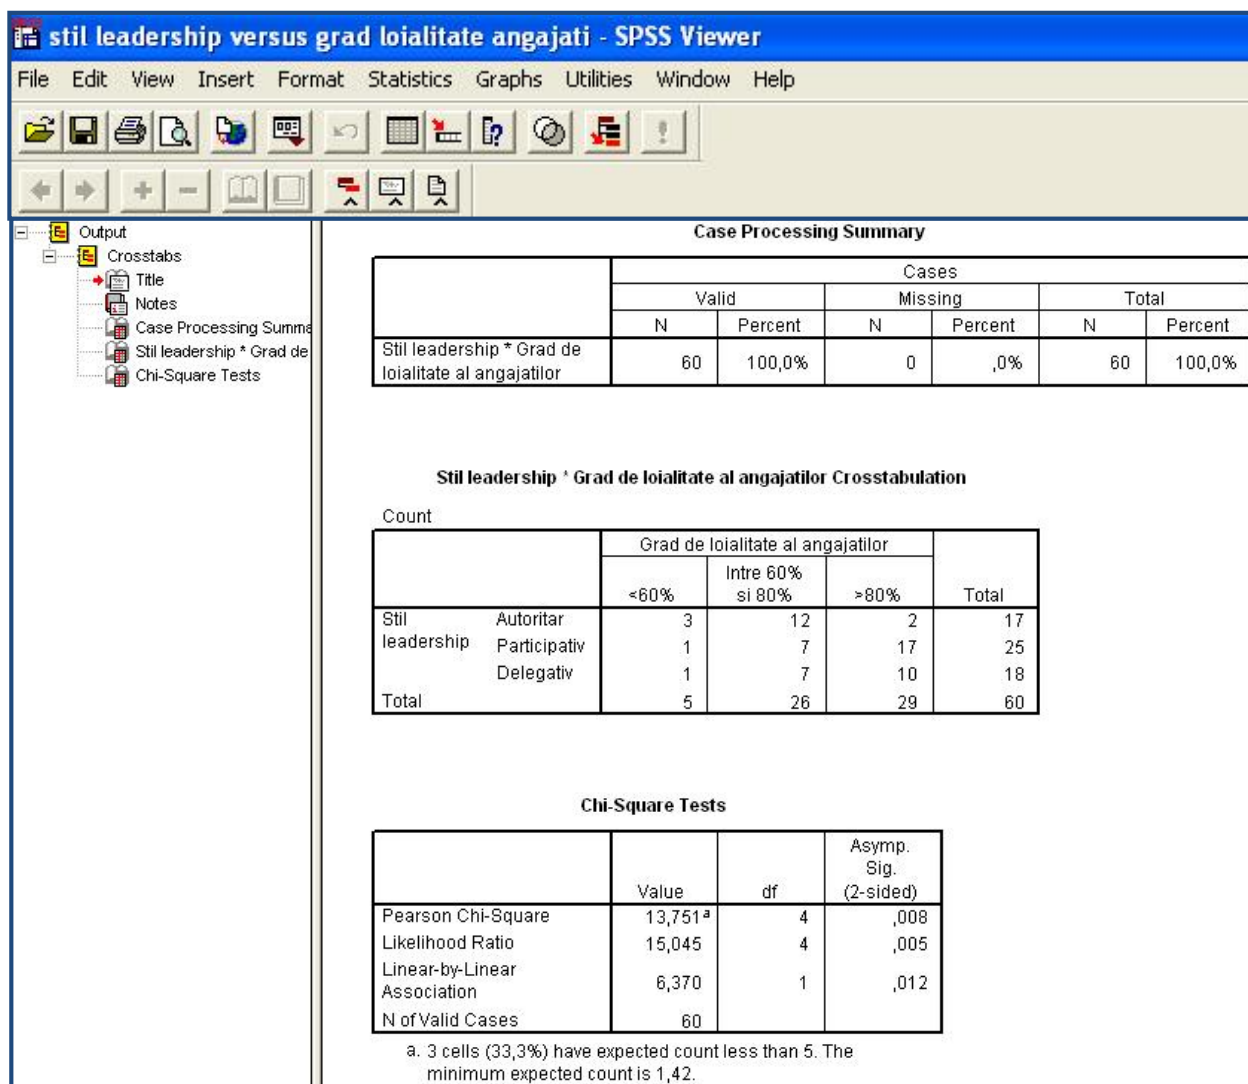 stil leadership versus grad loialitate angajati - SPSS Viewer
File Edit View Insert Format Statistics Graphs Utilities Window Help
Output
Crosstabs
Title
Notes
Case Processing Summa
Stil leadership * Grad de
Chi-Square Tests
Case Processing Summary
Cases
Valid Missing Total
N Percent N Percent N Percent
Stil leadership * Grad de
loialitate al angajatilor 60 100,0% 0 ,0% 60 100,0%
Stil leadership * Grad de loialitate al angajatilor Crosstabulation
Count
Grad de loialitate al angajatilor
<60% Intre 60%
si 80% >80% Total
Stil
leadership Autoritar 3 12 2 17
Participativ 1 7 17 25
Delegativ 1 7 10 18
Total 5 26 29 60
Chi-Square Tests
Value df Asymp.
Sig.
(2-sided)
Pearson Chi-Square 13,751a 4 ,008
Likelihood Ratio 15,045 4 ,005
Linear-by-Linear
Association 6,370 1 ,012
N of Valid Cases 60
a. 3 cells (33,3%) have expected count less than 5. The
minimum expected count is 1,42.